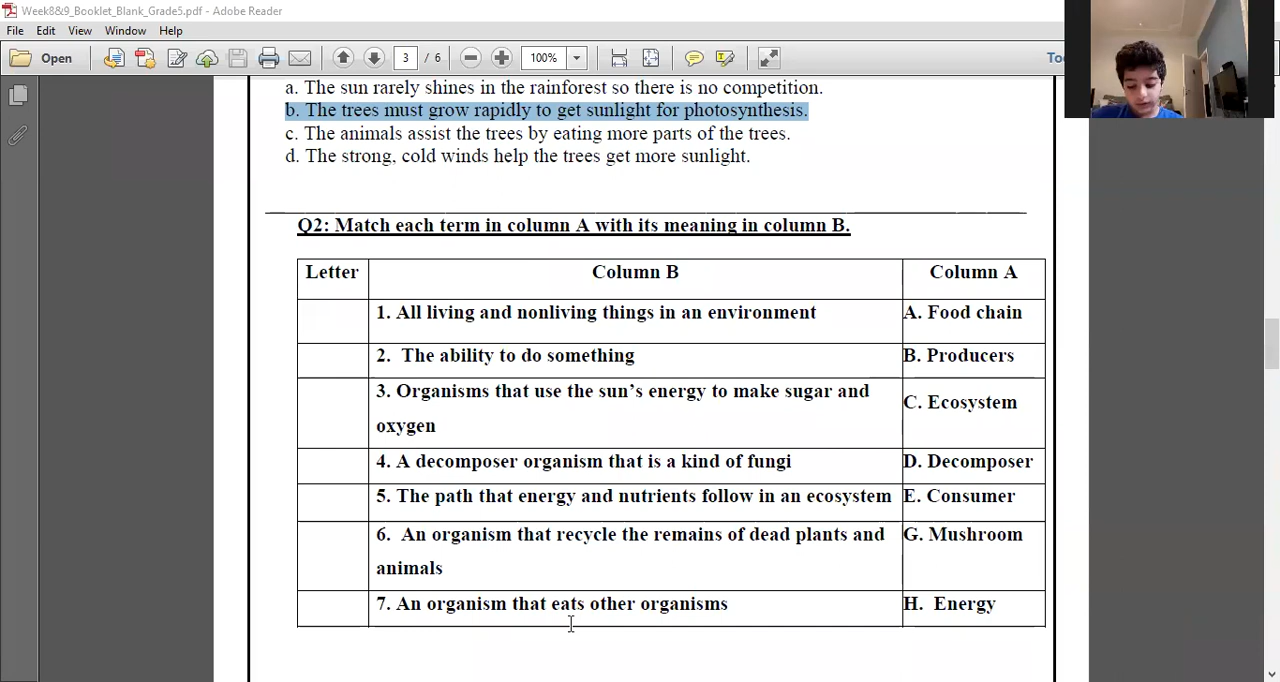 Week8&9_Booklet_Blank_Grade5.pdf - Adobe Reader
File Edit View Window Help
Open 3 / 6 100%
a. The sun rarely shines in the rainforest so there is no competition.
b. The trees must grow rapidly to get sunlight for photosynthesis.
c. The animals assist the trees by eating more parts of the trees.
d. The strong, cold winds help the trees get more sunlight.
Q2: Match each term in column A with its meaning in column B.
Letter Column B Column A
1. All living and nonliving things in an environment A. Food chain
2. The ability to do something B. Producers
3. Organisms that use the sun's energy to make sugar and
oxygen
C. Ecosystem
4. A decomposer organism that is a kind of fungi D. Decomposer
5. The path that energy and nutrients follow in an ecosystem E. Consumer
6. An organism that recycle the remains of dead plants and
animals
G. Mushroom
7. An organism that eats other organisms H. Energy